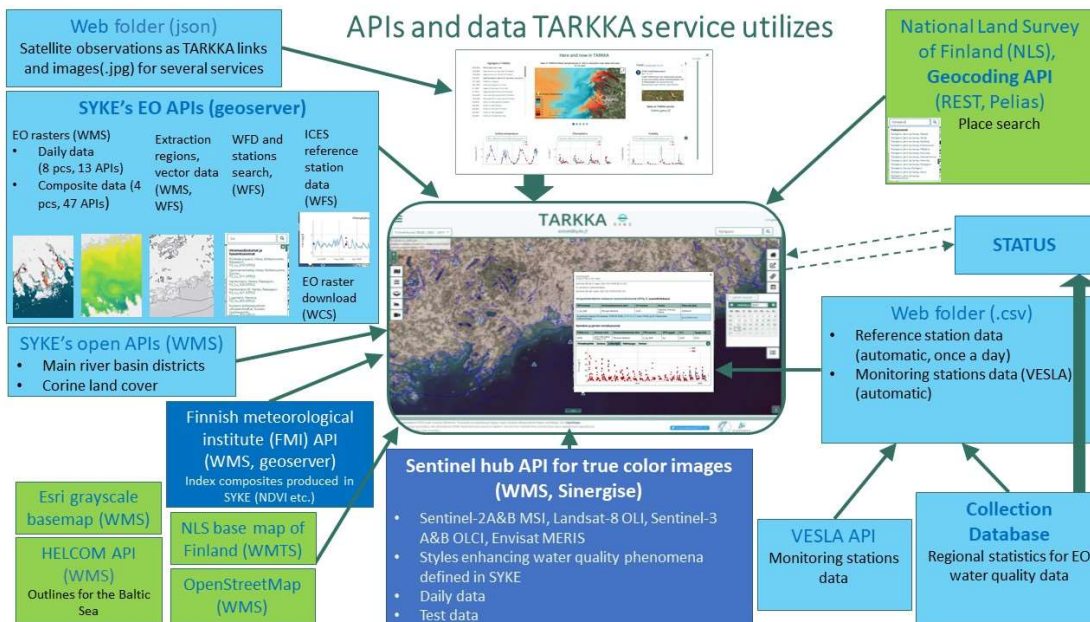 APIs and data TARKKA service utilizes
Web folder (json)
Satellite observations as TARKKA links
and images(.jpg) for several services
SYKE's EO APIs (geoserver)
EO rasters (WMS)
• Daily data
(8 pcs, 13 APIs)
• Composite data (4
pcs, 47 APIs)
Extraction
regions,
vector data
(WMS,
WFS)
WFD and
stations
search,
(WFS)
ICES
reference
station
data
(WFS)
EO raster
download
(WCS)
SYKE's open APIs (WMS)
• Main river basin districts
• Corine land cover
Finnish meteorological
institute (FMI) API
(WMS, geoserver)
Index composites produced in
SYKE (NDVI etc.)
Esri grayscale
basemap (WMS)
HELCOM API
(WMS)
Outlines for the Baltic
Sea
NLS base map of
Finland (WMTS)
OpenStreetMap
(WMS)
Here and now in TARKKA
TARKKA
SYKE
Sentinel hub API for true color images
(WMS, Sinergise)
• Sentinel-2A&B MSI, Landsat-8 OLI, Sentinel-3
A&B OLCI, Envisat MERIS
• Styles enhancing water quality phenomena
defined in SYKE
• Daily data
• Test data
National Land Survey
of Finland (NLS),
Geocoding API
(REST, Pelias)
Place search
STATUS
Web folder (.csv)
• Reference station data
(automatic, once a day)
• Monitoring stations data (VESLA)
(automatic)
VESLA API
Monitoring stations
data
Collection
Database
Regional statistics for EO
water quality data